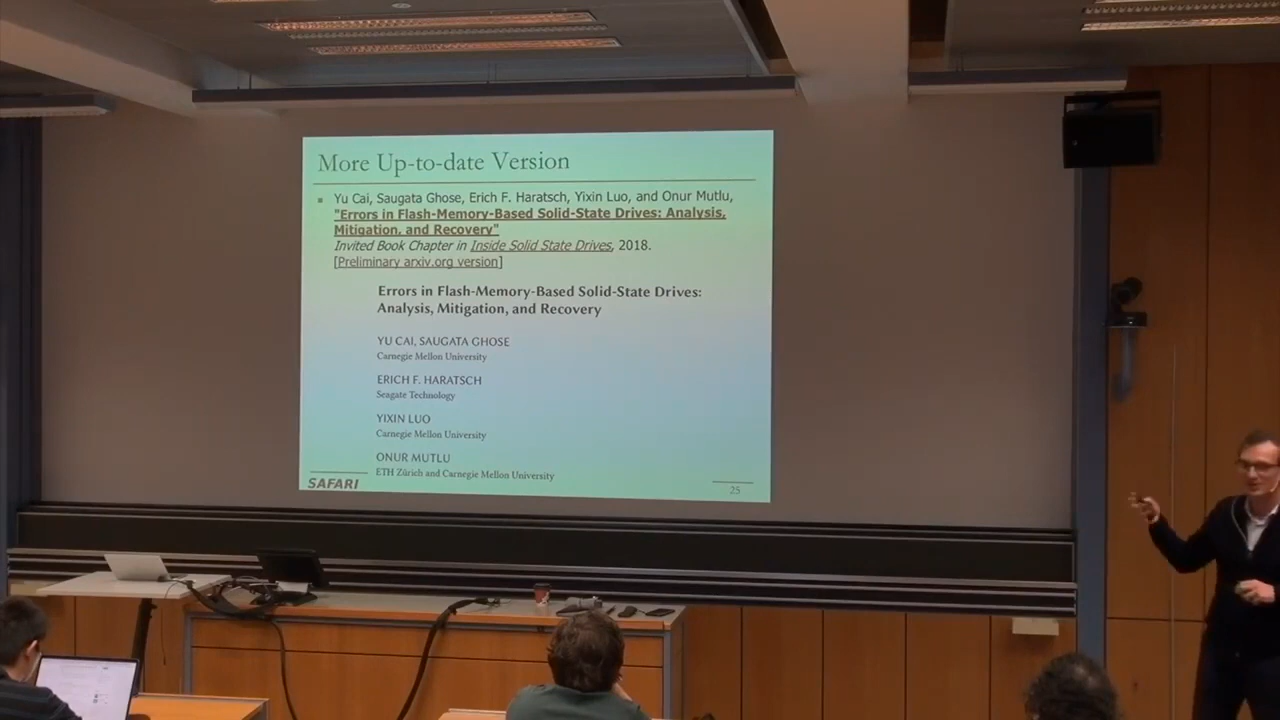 More Up-to-date Version
▪ Yu Cai, Saugata Ghose, Erich F. Haratsch, Yixin Luo, and Onur Mutlu,
"Errors in Flash-Memory-Based Solid-State Drives: Analysis,
Mitigation, and Recovery"
Invited Book Chapter in Inside Solid State Drives, 2018.
[Preliminary arxiv.org version]
Errors in Flash-Memory-Based Solid-State Drives:
Analysis, Mitigation, and Recovery
YU CAI, SAUGATA GHOSE
Carnegie Mellon University
ERICH F. HARATSCH
Seagate Technology
YIXIN LUO
Carnegie Mellon University
ONUR MUTLU
ETH Zürich and Carnegie Mellon University
SAFARI
25